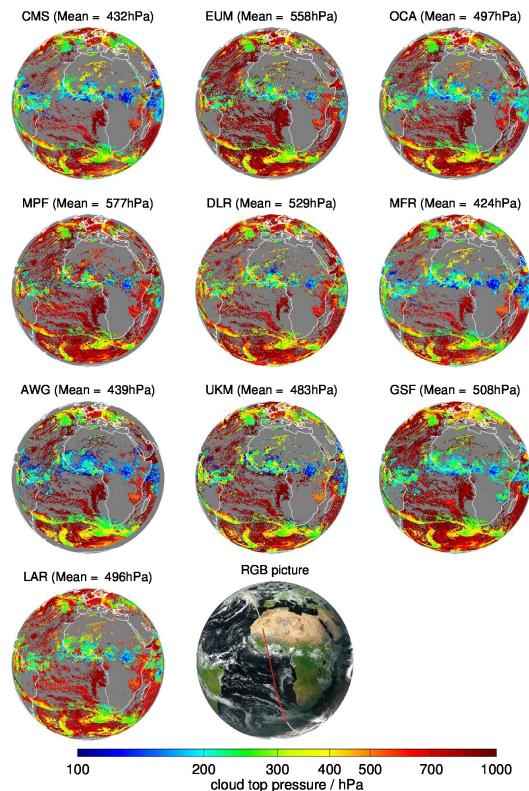 CMS (Mean = 432hPa)
EUM (Mean = 558hPa)
OCA (Mean = 497hPa)
MPF (Mean = 577hPa)
DLR (Mean = 529hPa)
MFR (Mean = 424hPa)
AWG (Mean = 439hPa)
UKM (Mean = 483hPa)
GSF (Mean = 508hPa)
LAR (Mean = 496hPa)
RGB picture
100 200 300 400 500 700 1000
cloud top pressure / hPa